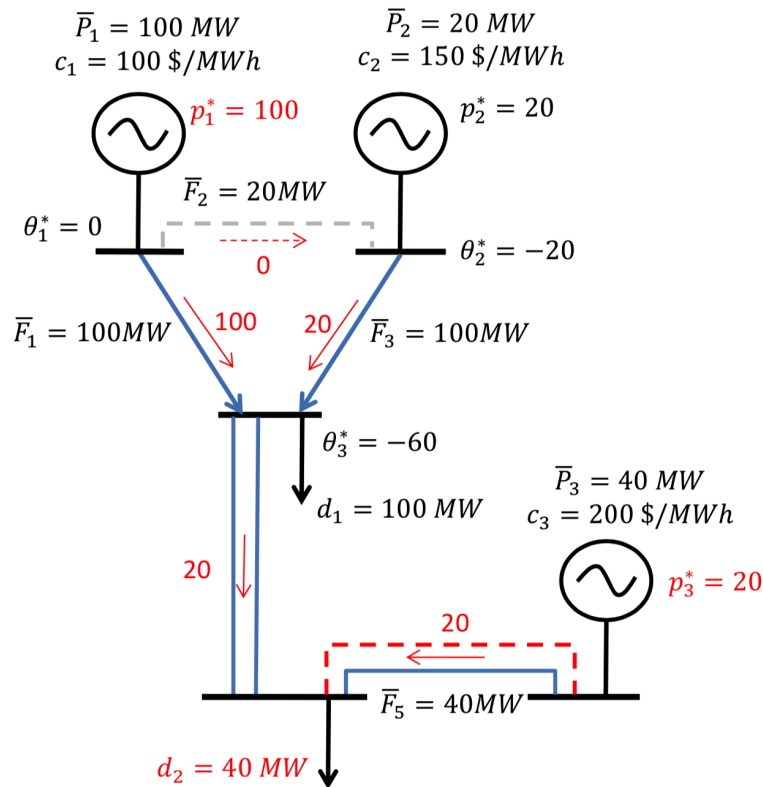 P̅₁ = 100 MW
c₁ = 100 $/MWh
P̅₂ = 20 MW
c₂ = 150 $/MWh
p₁* = 100
p₂* = 20
F̅₂ = 20MW
θ₁* = 0
0
θ₂* = −20
F̅₁ = 100MW
100
20
F̅₃ = 100MW
θ₃* = −60
d₁ = 100 MW
P̅₃ = 40 MW
c₃ = 200 $/MWh
20
p₃* = 20
20
F̅₅ = 40MW
d₂ = 40 MW